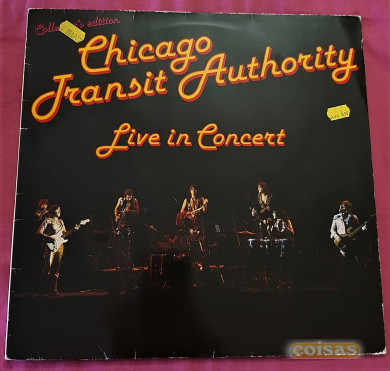 Collector's edition
Chicago
Transit Authority
Live in Concert
coisas